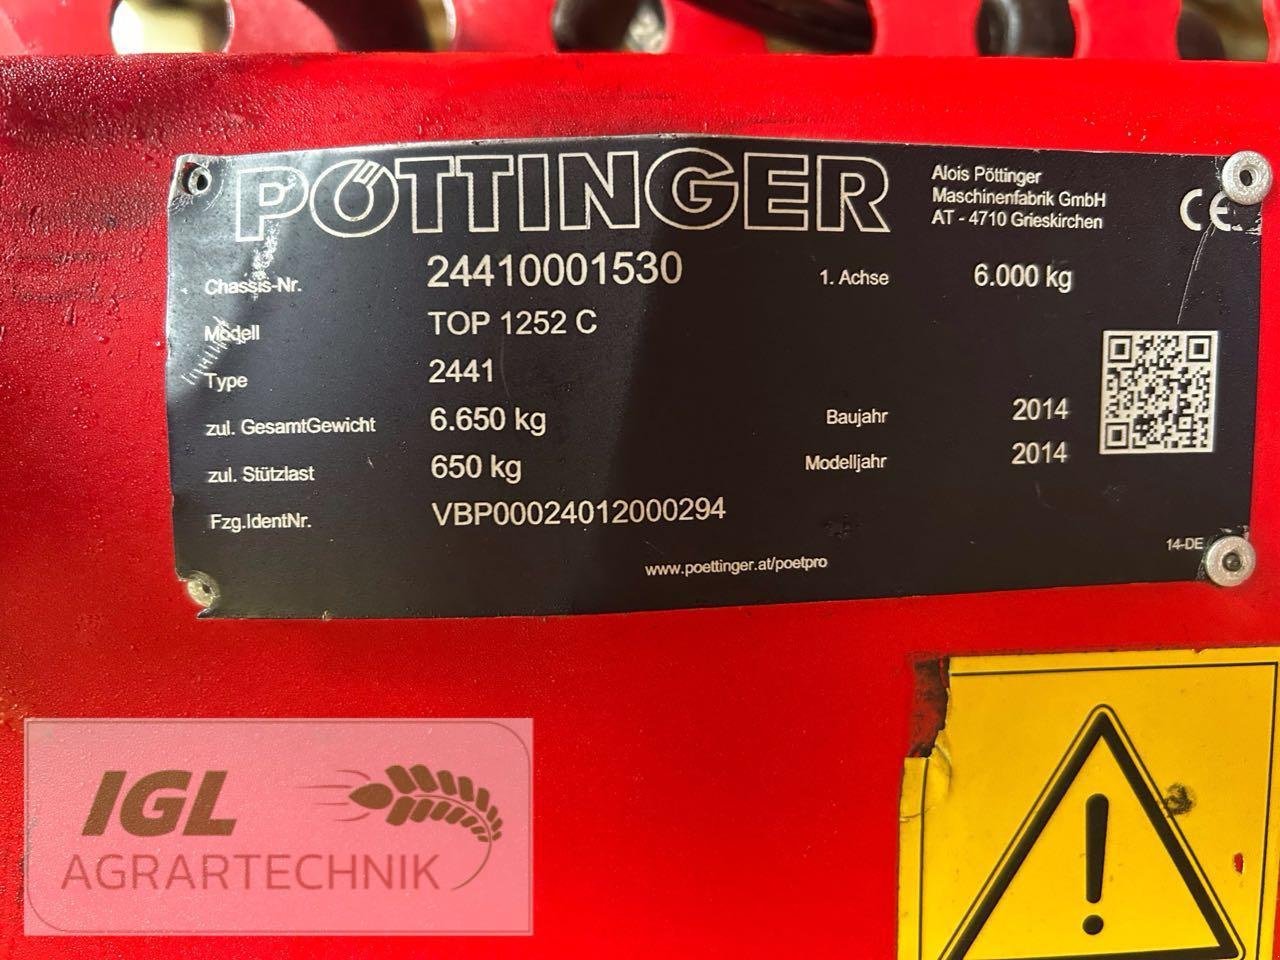 PÖTTINGER
Alois Pöttinger
Maschinenfabrik GmbH
AT - 4710 Grieskirchen
CE
Chassis-Nr. 24410001530 1. Achse 6.000 kg
Modell TOP 1252 C
Type 2441
zul. GesamtGewicht 6.650 kg Baujahr 2014
zul. Stützlast 650 kg Modelljahr 2014
Fzg.IdentNr. VBP00024012000294
www.poettinger.at/poetpro
14-DE
IGL
AGRARTECHNIK